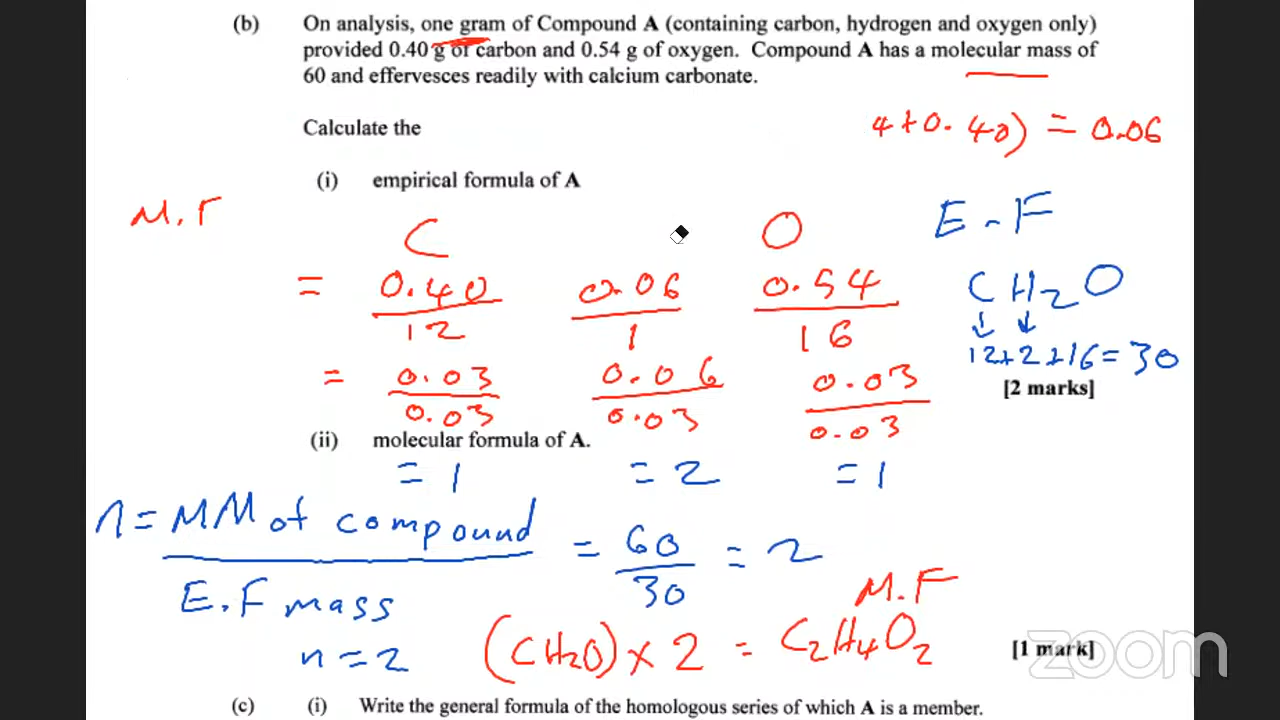 (b) On analysis, one gram of Compound A (containing carbon, hydrogen and oxygen only)
provided 0.40 g of carbon and 0.54 g of oxygen. Compound A has a molecular mass of
60 and effervesces readily with calcium carbonate.
Calculate the
4+0.40) = 0.06
(i) empirical formula of A
M.F
C O E-F
= 0.40/12 0.06/1 0.54/16 CH2O
12+2+16=30
= 0.03/0.03 0.06/0.03 0.03/0.03 [2 marks]
(ii) molecular formula of A.
= 1 = 2 = 1
n = MM of compound / E.F mass = 60/30 = 2
M.F
n = 2 (CH2O) x 2 = C2H4O2 [1 mark]
zoom
(c) (i) Write the general formula of the homologous series of which A is a member.